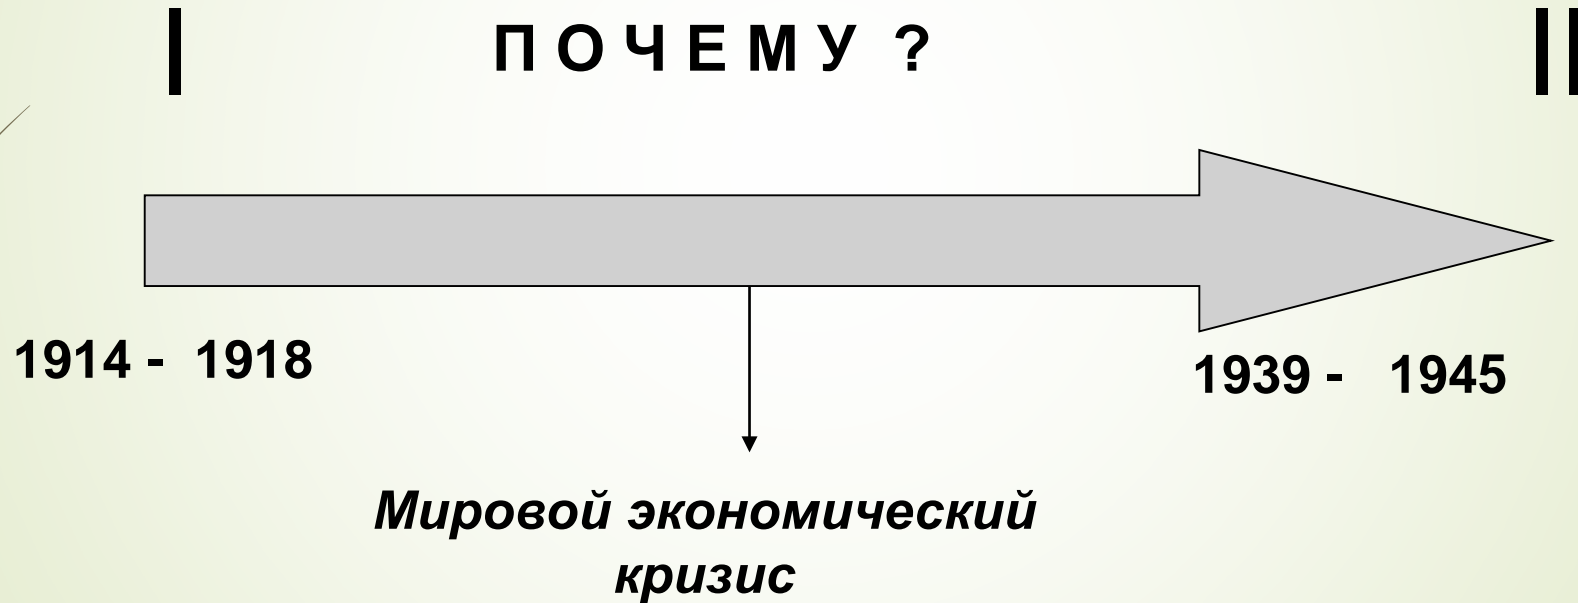 I П О Ч Е М У ? II
1914 - 1918
1939 - 1945
Мировой экономический
кризис